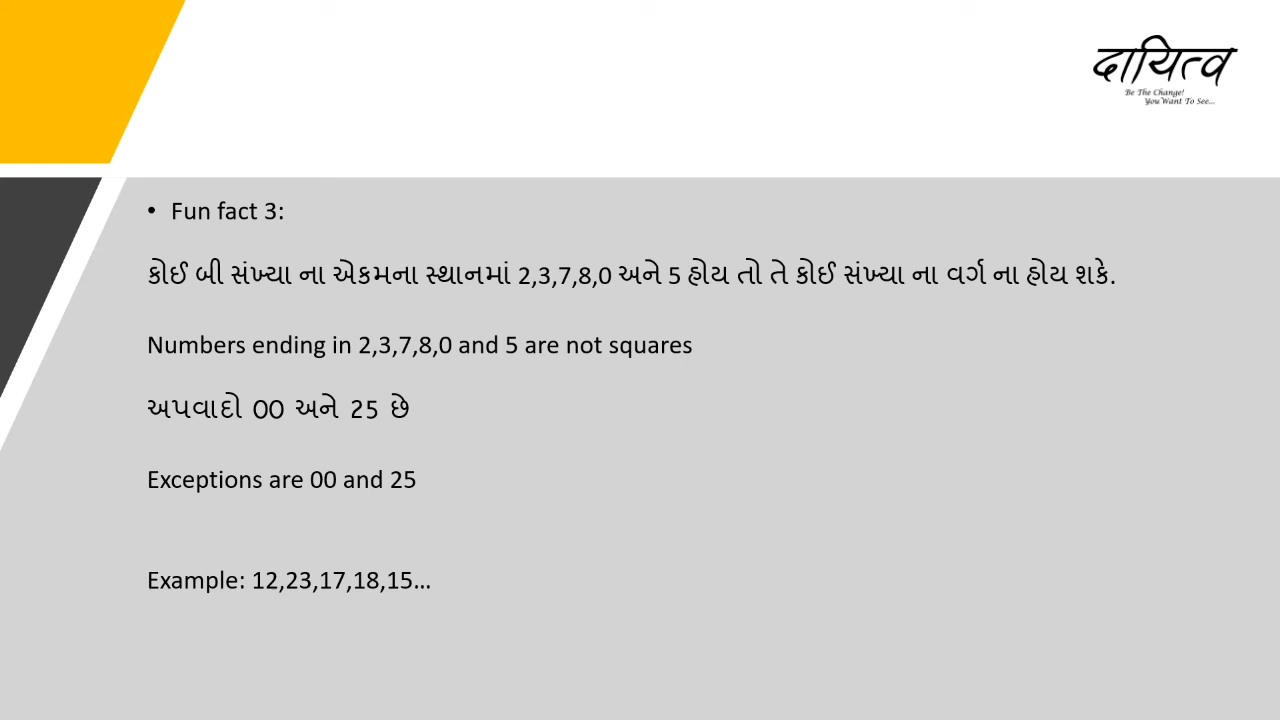 दायित्व
Be The Change!
You Want To See...
• Fun fact 3:
કોઈ બી સંખ્યા ના એકમના સ્થાનમાં 2,3,7,8,0 અને 5 હોય તો તે કોઈ સંખ્યા ના વર્ગ ના હોય શકે.
Numbers ending in 2,3,7,8,0 and 5 are not squares
અપવાદો 00 અને 25 છે
Exceptions are 00 and 25
Example: 12,23,17,18,15...